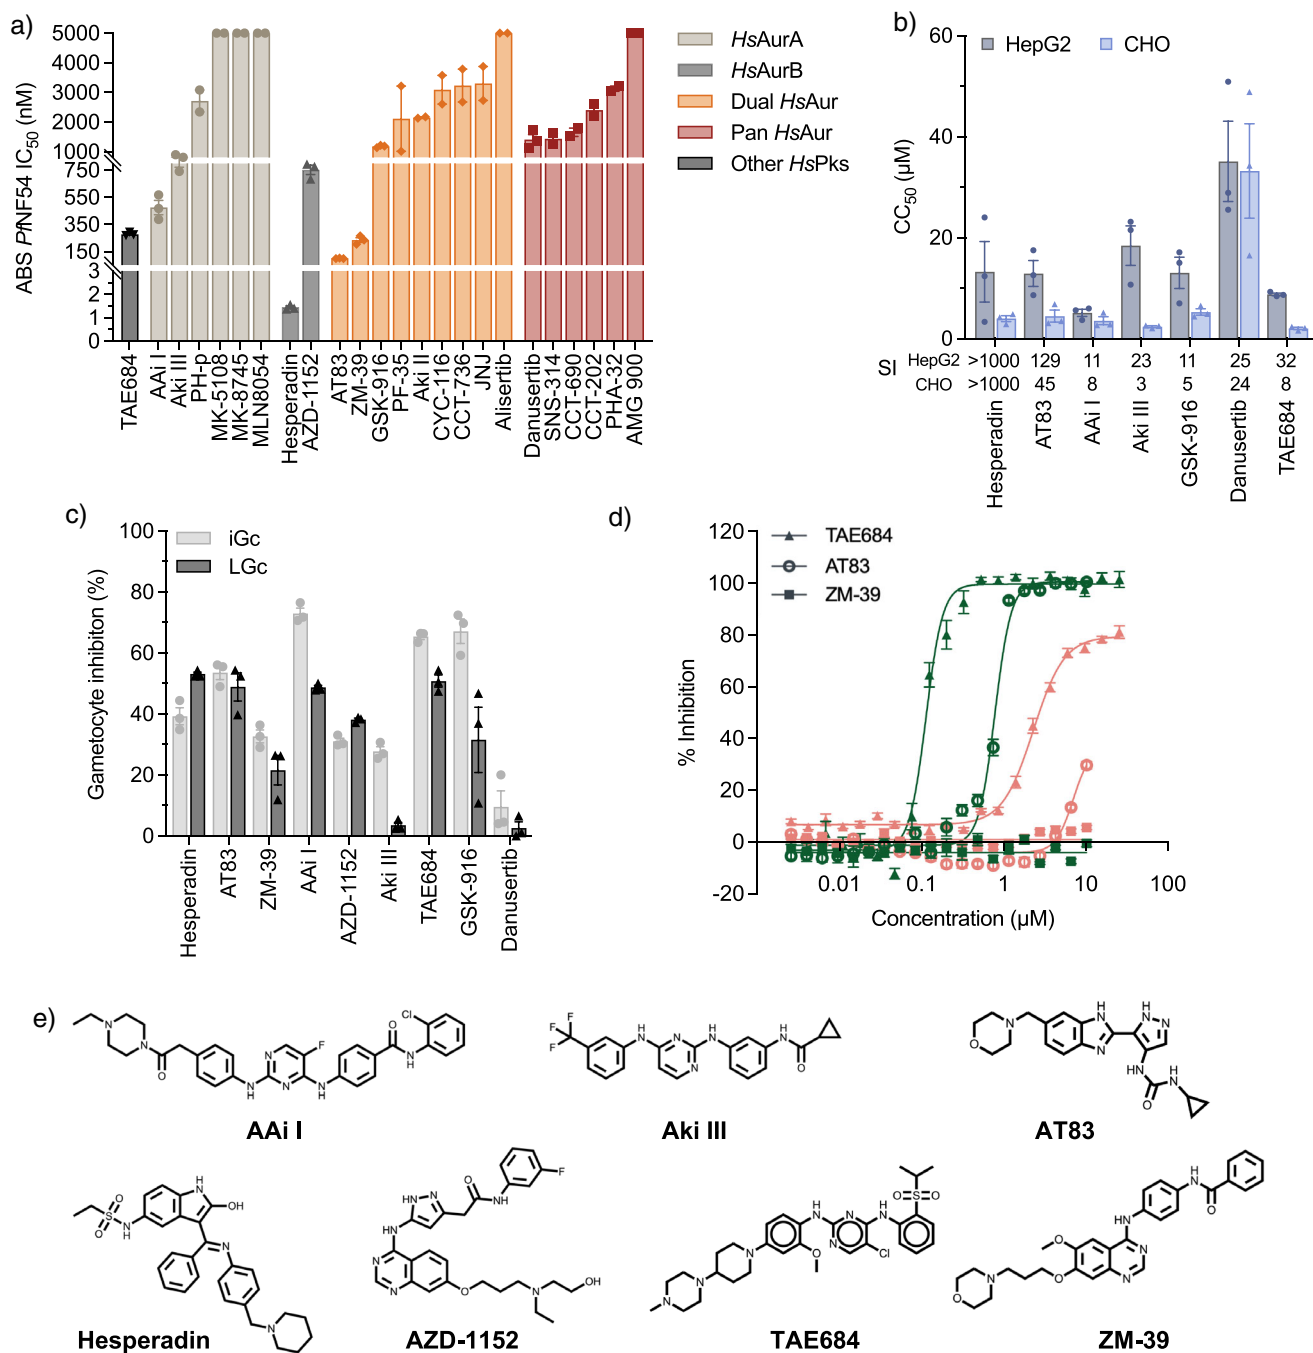 a)
ABS PfNF54 IC50 (nM)
5000
4000
3000
2000
1000
750
550
350
150
3
2
1
0
TAE684
AAi I
Aki III
PH-p
MK-5108
MK-8745
MLN8054
Hesperadin
AZD-1152
AT83
ZM-39
GSK-916
PF-35
Aki II
CYC-116
CCT-736
JNJ
Alisertib
Danusertib
SNS-314
CCT-690
CCT-202
PHA-32
AMG 900
HsAurA
HsAurB
Dual HsAur
Pan HsAur
Other HsPks
b)
HepG2
CHO
CC50 (µM)
60
40
20
0
SI
HepG2 >1000 129 11 23 11 25 32
CHO >1000 45 8 3 5 24 8
Hesperadin
AT83
AAi I
Aki III
GSK-916
Danusertib
TAE684
c)
iGc
LGc
Gametocyte inhibiton (%)
100
80
60
40
20
0
Hesperadin
AT83
ZM-39
AAi I
AZD-1152
Aki III
TAE684
GSK-916
Danusertib
d)
TAE684
AT83
ZM-39
% Inhibition
120
100
80
60
40
20
0
-20
0.01 0.1 1 10 100
Concentration (µM)
e)
AAi I
Aki III
AT83
Hesperadin
AZD-1152
TAE684
ZM-39